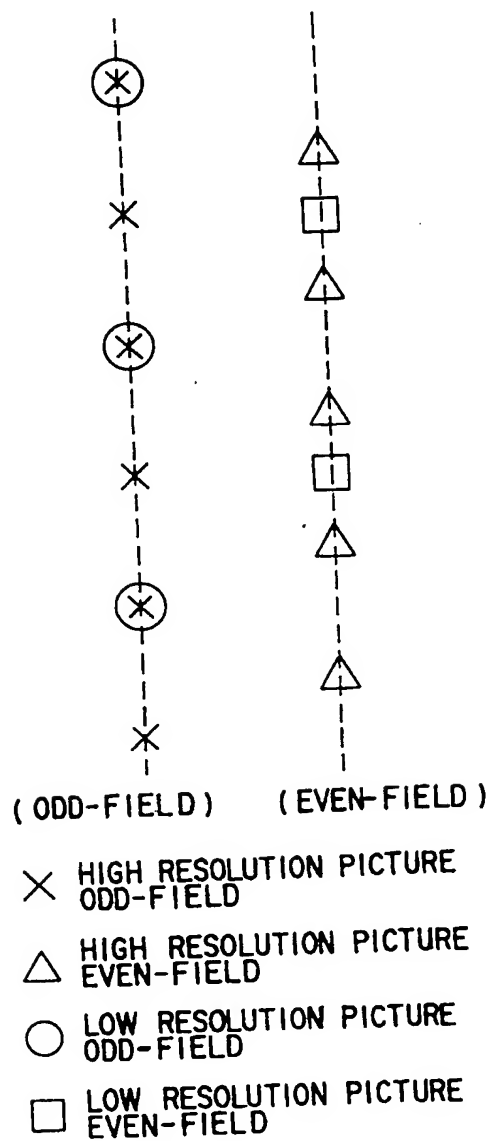 (ODD-FIELD) (EVEN-FIELD)
HIGH RESOLUTION PICTURE
ODD-FIELD
HIGH RESOLUTION PICTURE
EVEN-FIELD
LOW RESOLUTION PICTURE
ODD-FIELD
LOW RESOLUTION PICTURE
EVEN-FIELD